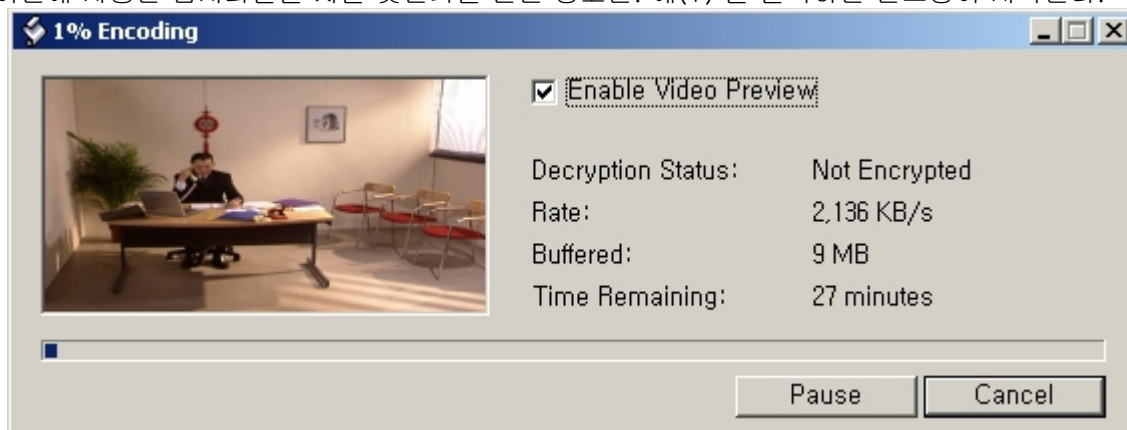 1% Encoding
Enable Video Preview
Decryption Status: Not Encrypted
Rate: 2,136 KB/s
Buffered: 9 MB
Time Remaining: 27 minutes
Pause Cancel